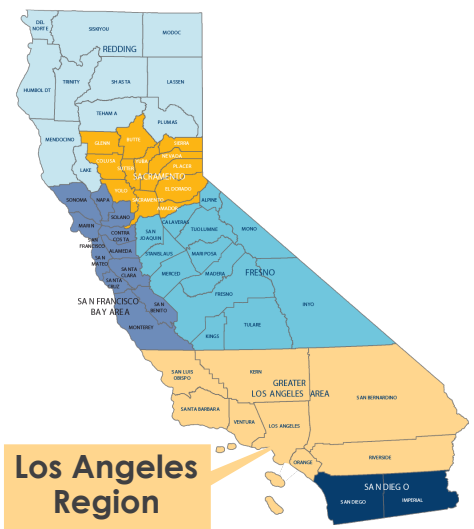 DEL
NORTE
SISKIYOU
MODOC
REDDING
HUMBOLDT
TRINITY
SHASTA
LASSEN
TEHAMA
PLUMAS
MENDOCINO
GLENN
BUTTE
SIERRA
COLUSA
SUTTER
YUBA
NEVADA
PLACER
LAKE
SACRAMENTO
YOLO
EL DORADO
SONOMA
NAPA
SACRAMENTO
AMADOR
ALPINE
SOLANO
MARIN
CALAVERAS
TUOLUMNE
MONO
CONTRA
COSTA
SAN
JOAQUIN
SAN
FRANCISCO
ALAMEDA
STANISLAUS
MARIPOSA
SAN
MATEO
SANTA
CLARA
MERCED
MADERA
FRESNO
SANTA
CRUZ
FRESNO
SAN FRANCISCO
BAY AREA
SAN
BENITO
INYO
MONTEREY
KINGS
TULARE
SAN LUIS
OBISPO
KERN
GREATER
LOS ANGELES AREA
SAN BERNARDINO
SANTA BARBARA
VENTURA
LOS ANGELES
ORANGE
RIVERSIDE
Los Angeles
Region
SAN DIEGO
SAN DIEGO
IMPERIAL